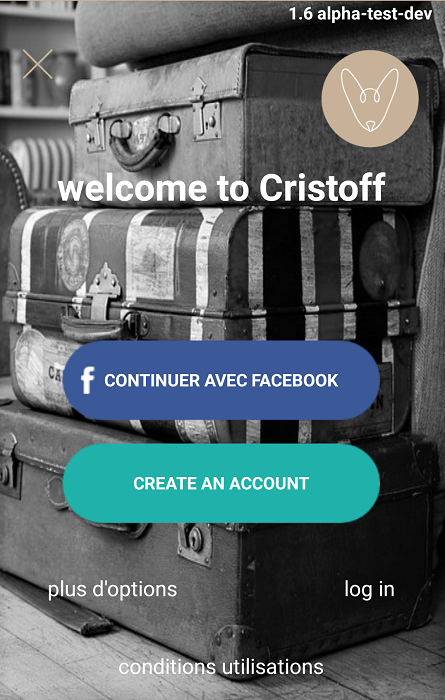 1.6 alpha-test-dev
welcome to Cristoff
f CONTINUER AVEC FACEBOOK
CREATE AN ACCOUNT
plus d'options
log in
conditions utilisations